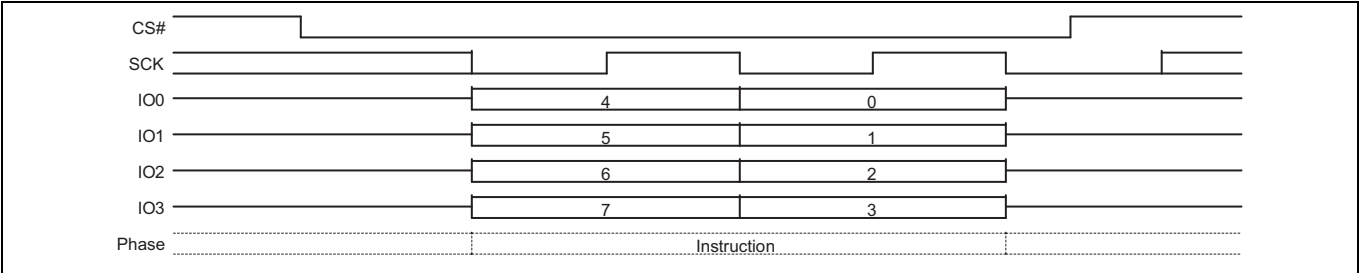 CS#
SCK
IO0 4 0
IO1 5 1
IO2 6 2
IO3 7 3
Phase Instruction